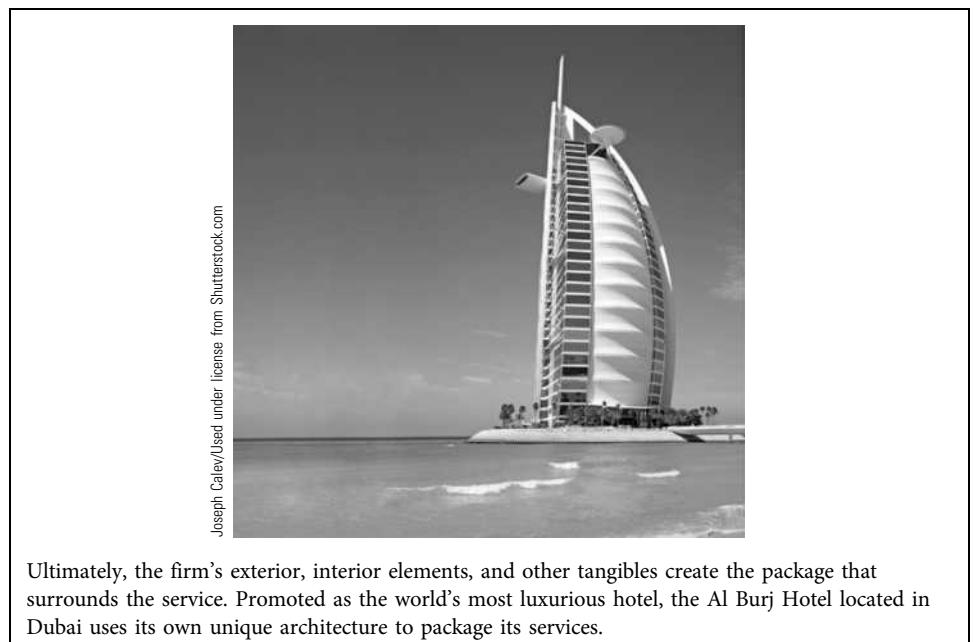 Joseph Calev/Used under license from Shutterstock.com
Ultimately, the firm's exterior, interior elements, and other tangibles create the package that
surrounds the service. Promoted as the world's most luxurious hotel, the Al Burj Hotel located in
Dubai uses its own unique architecture to package its services.